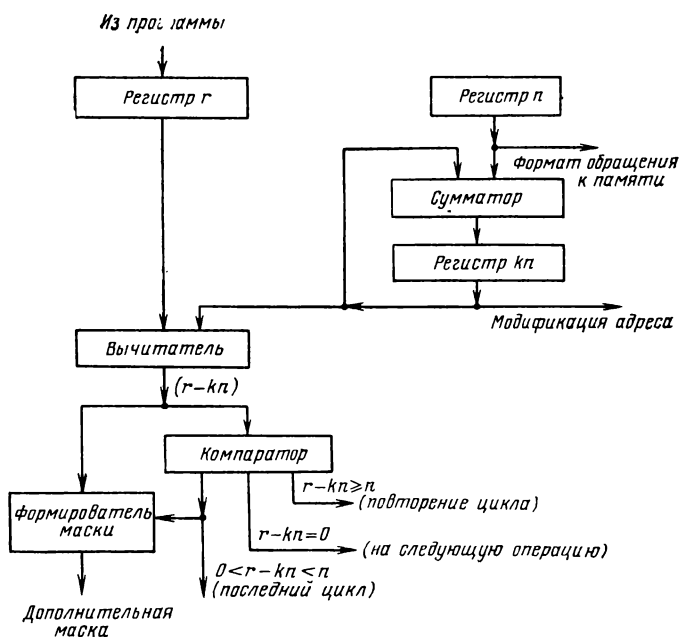 Из программы
Регистр r
Регистр n
Формат обращения
к памяти
Сумматор
Регистр kn
Модификация адреса
Вычитатель
(r-kn)
Компаратор
r-kn≥n
(повторение цикла)
Формирователь
маски
r-kn=0
(на следующую операцию)
0<r-kn<n
(последний цикл)
Дополнительная
маска